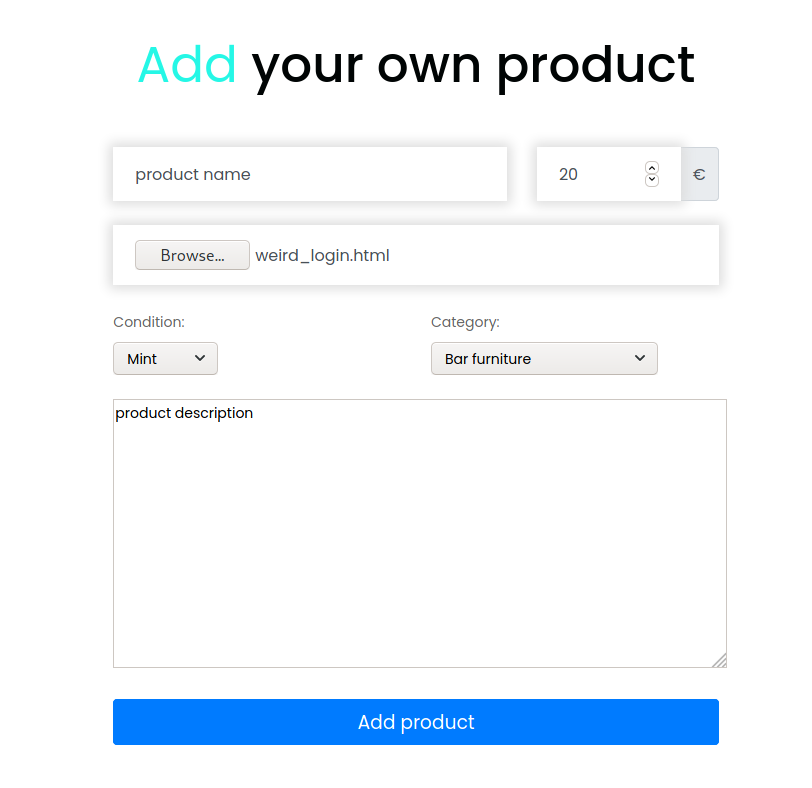 Add your own product
product name
20 €
Browse... weird_login.html
Condition: Category:
Mint Bar furniture
product description
Add product